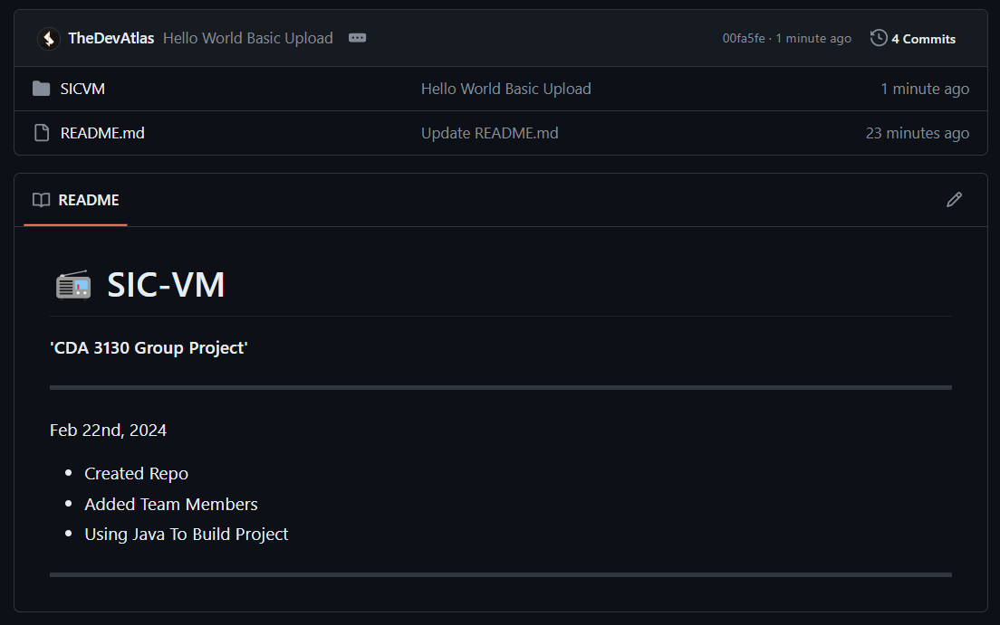 TheDevAtlas Hello World Basic Upload 00fa5fe · 1 minute ago 4 Commits
SICVM Hello World Basic Upload 1 minute ago
README.md Update README.md 23 minutes ago
README
SIC-VM
'CDA 3130 Group Project'
Feb 22nd, 2024
Created Repo
Added Team Members
Using Java To Build Project